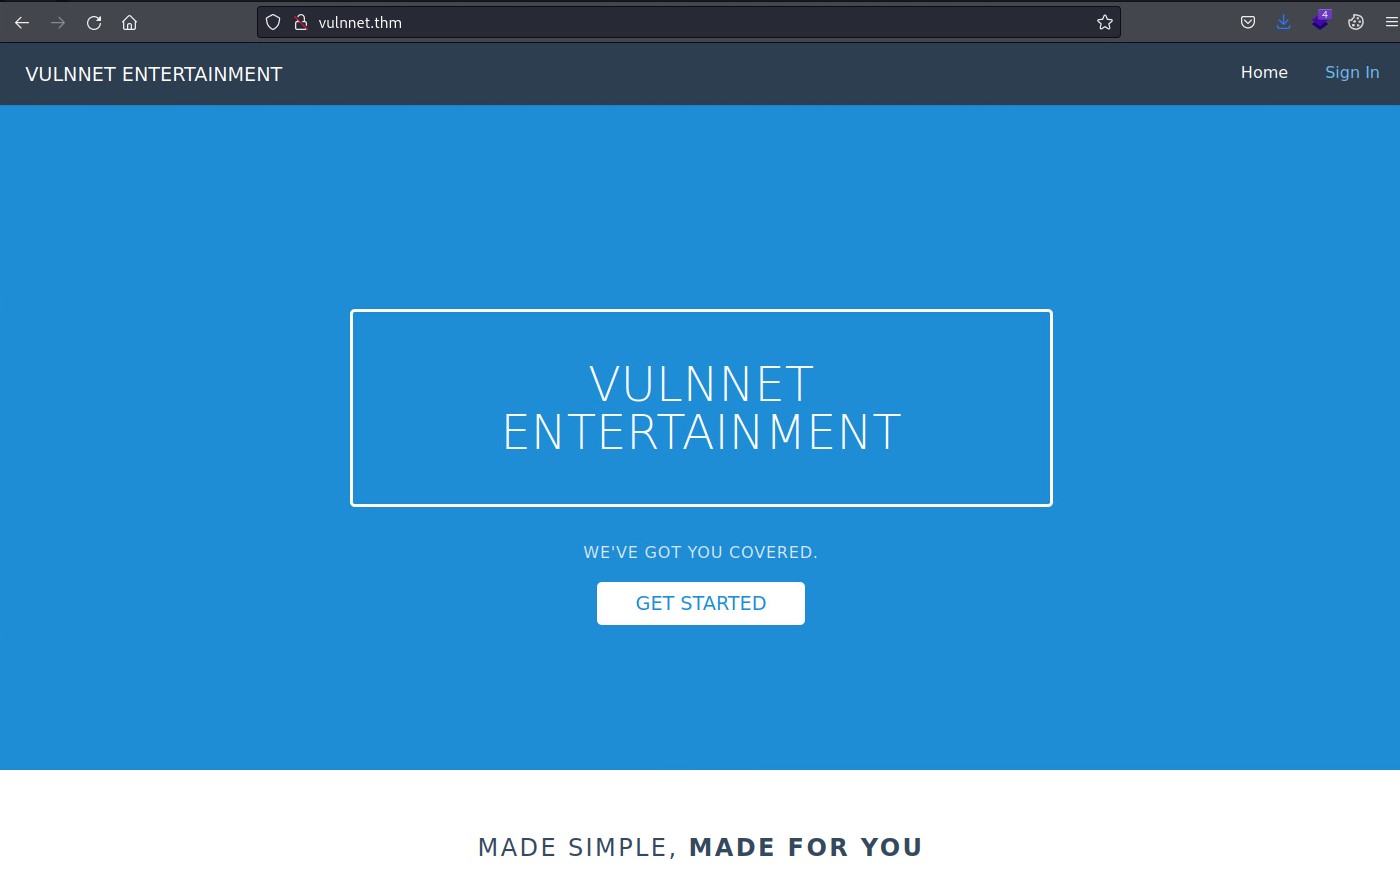 vulnnet.thm
4
VULNNET ENTERTAINMENT
Home
Sign In
VULNNET
ENTERTAINMENT
WE'VE GOT YOU COVERED.
GET STARTED
MADE SIMPLE, MADE FOR YOU